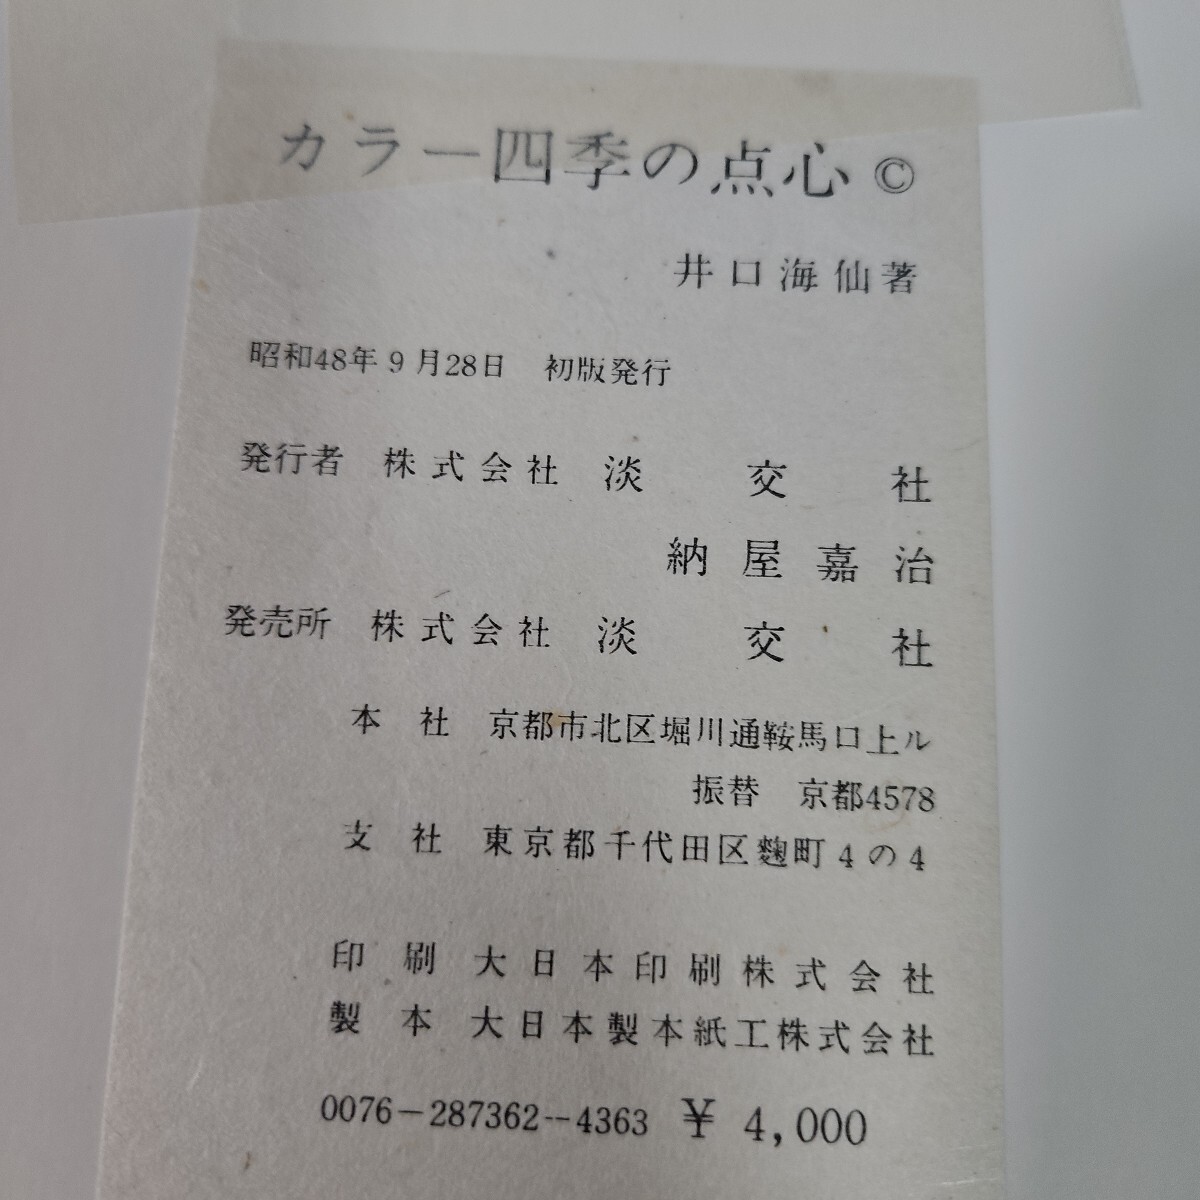 カラー四季の点心 ©
井口海仙著
昭和48年9月28日 初版発行
発行者 株式会社 淡交社
納屋嘉治
発売所 株式会社 淡交社
本社 京都市北区堀川通鞍馬口上ル
振替 京都4578
支社 東京都千代田区麴町4の4
印刷 大日本印刷株式会社
製本 大日本製本紙工株式会社
0076-287362--4363 ¥ 4,000